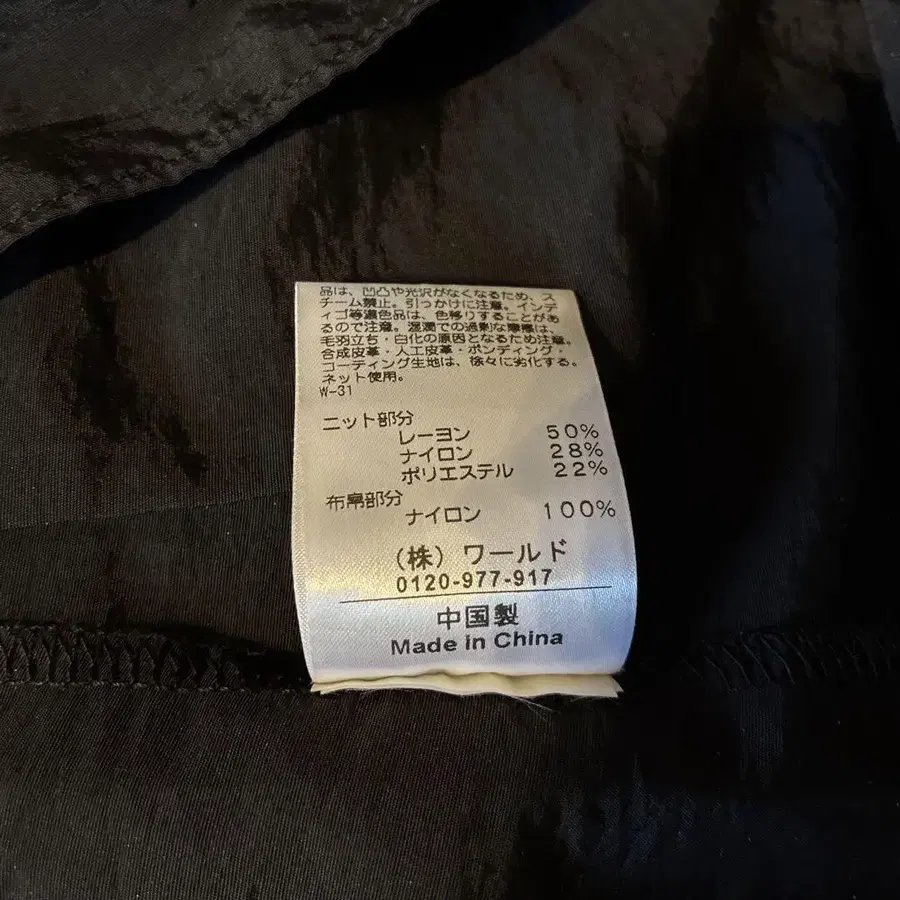 品は、凹凸や光沢がなくなるため、ス
チーム禁止。引っかけに注意。インデ
ィゴ等濃色品は、色移りすることがあ
るので注意。湿潤での過剰な摩擦は、
毛羽立ち・白化の原因となるため注意。
合成皮革・人工皮革・ボンディング・
コーティング生地は、徐々に劣化する。
ネット使用。
W-31
ニット部分
レーヨン 50%
ナイロン 28%
ポリエステル 22%
布帛部分
ナイロン 100%
(株)ワールド
0120-977-917
中国製
Made in China